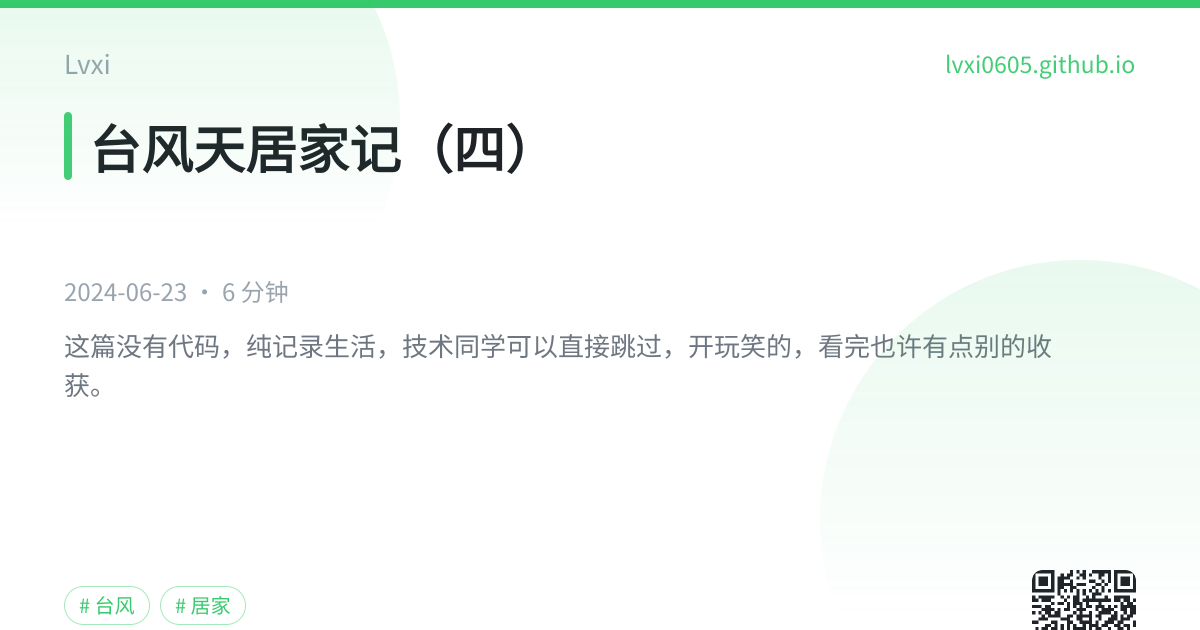 Lvxi
lvxi0605.github.io
台风天居家记（四）
2024-06-23 · 6 分钟
这篇没有代码，纯记录生活，技术同学可以直接跳过，开玩笑的，看完也许有点别的收
获。
# 台风
# 居家